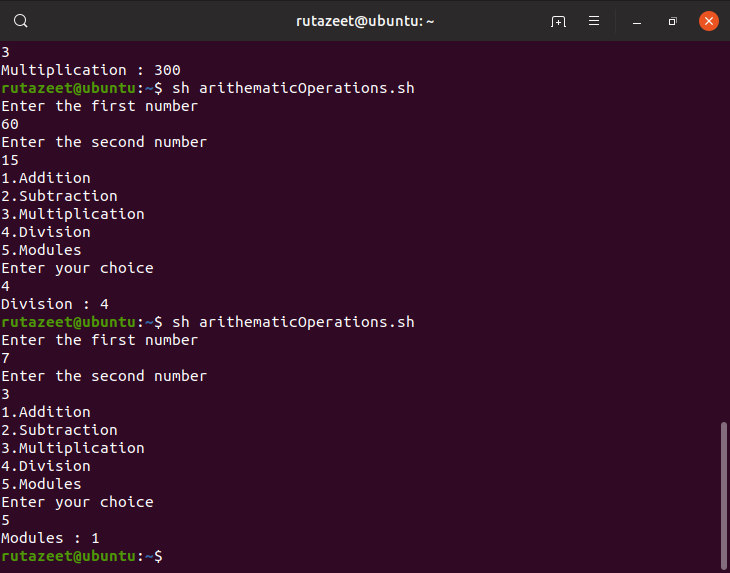 rutazeet@ubuntu: ~
3
Multiplication : 300
rutazeet@ubuntu:~$ sh arithematicOperations.sh
Enter the first number
60
Enter the second number
15
1.Addition
2.Subtraction
3.Multiplication
4.Division
5.Modules
Enter your choice
4
Division : 4
rutazeet@ubuntu:~$ sh arithematicOperations.sh
Enter the first number
7
Enter the second number
3
1.Addition
2.Subtraction
3.Multiplication
4.Division
5.Modules
Enter your choice
5
Modules : 1
rutazeet@ubuntu:~$